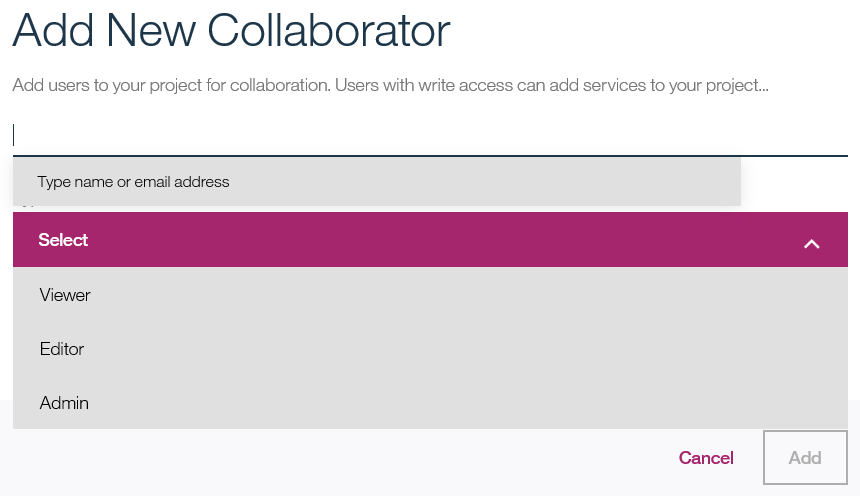 Add New Collaborator
Add users to your project for collaboration. Users with write access can add services to your project...
Type name or email address
Select
Viewer
Editor
Admin
Cancel
Add